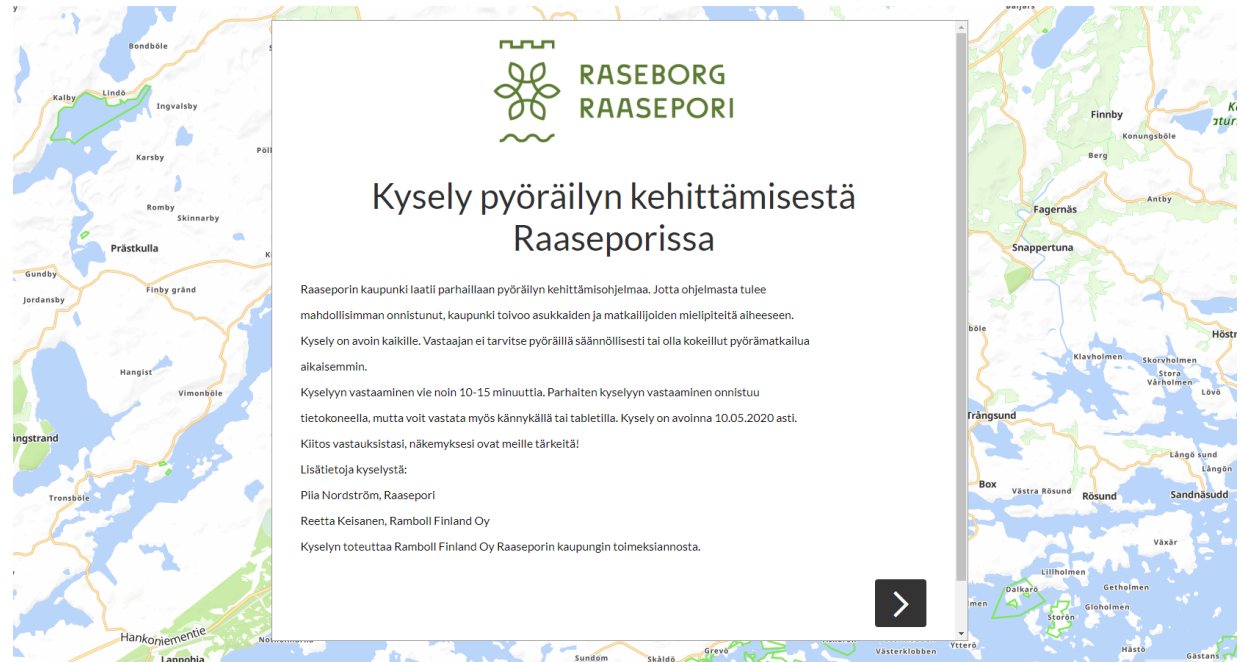 RASEBORG
RAASEPORI
Kysely pyöräilyn kehittämisestä
Raaseporissa
Raaseporin kaupunki laatii parhaillaan pyöräilyn kehittämisohjelmaa. Jotta ohjelmasta tulee
mahdollisimman onnistunut, kaupunki toivoo asukkaiden ja matkailijoiden mielipiteitä aiheeseen.
Kysely on avoin kaikille. Vastaajan ei tarvitse pyöräillä säännöllisesti tai olla kokeillut pyörämatkailua
aikaisemmin.
Kyselyyn vastaaminen vie noin 10-15 minuuttia. Parhaiten kyselyyn vastaaminen onnistuu
tietokoneella, mutta voit vastata myös kännykällä tai tabletilla. Kysely on avoinna 10.05.2020 asti.
Kiitos vastauksistasi, näkemyksesi ovat meille tärkeitä!
Lisätietoja kyselystä:
Piia Nordström, Raasepori
Reetta Keisanen, Ramboll Finland Oy
Kyselyn toteuttaa Ramboll Finland Oy Raaseporin kaupungin toimeksiannosta.
Bondböle
Kalby
Lindö
Ingvalsby
Karsby
Romby
Skinnarby
Prästkulla
Gundby
Finby gränd
Jordansby
Hangist
Vimonböle
Tronsböle
Hankoniementie
Lappohja
Sundom
Skåldö
Grevö
Västerklobben
Ytterö
Finnby
Konungsböle
Berg
Fagernäs
Antby
Snappertuna
Klavholmen
Skorvholmen
Stora
Vårholmen
Lövö
Långö sund
Långön
Box
Västra Rösund
Rösund
Sandnäsudd
Växär
Lillholmen
Dalkarö
Getholmen
Gloholmen
Storön
Hästö
Gästans